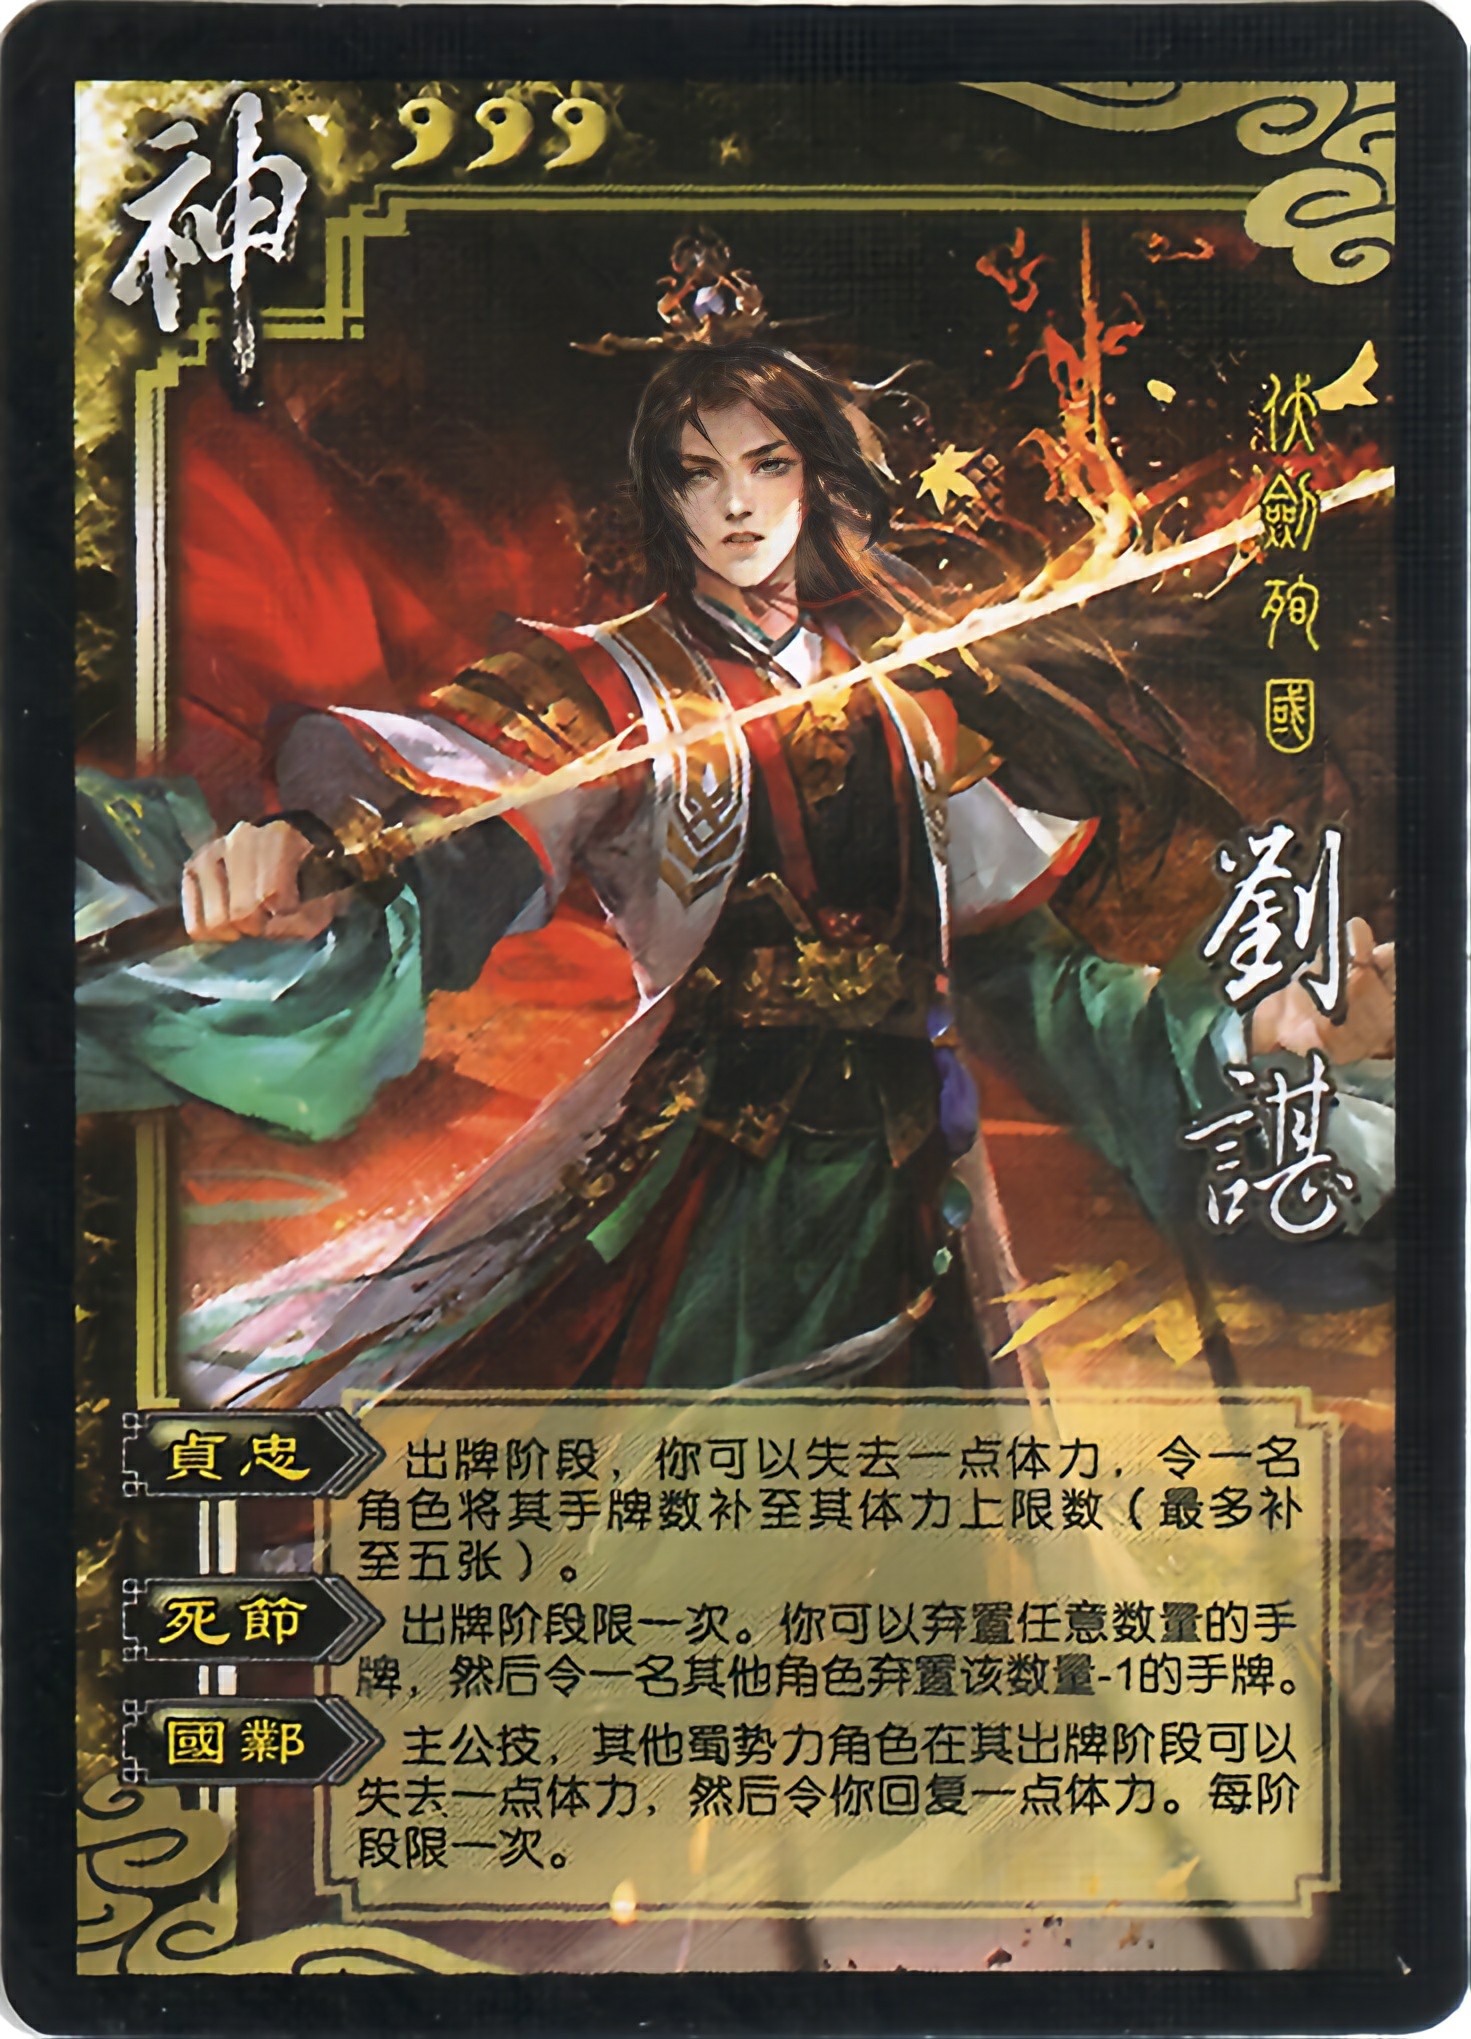 神
伏劍殉國
劉諶
貞忠
出牌阶段，你可以失去一点体力，令一名
角色将其手牌数补至其体力上限数（最多补
至五张）。
死節
出牌阶段限一次。你可以弃置任意数量的手
牌，然后令一名其他角色弃置该数量-1的手牌。
國鄴
主公技，其他蜀势力角色在其出牌阶段可以
失去一点体力，然后令你回复一点体力。每阶
段限一次。